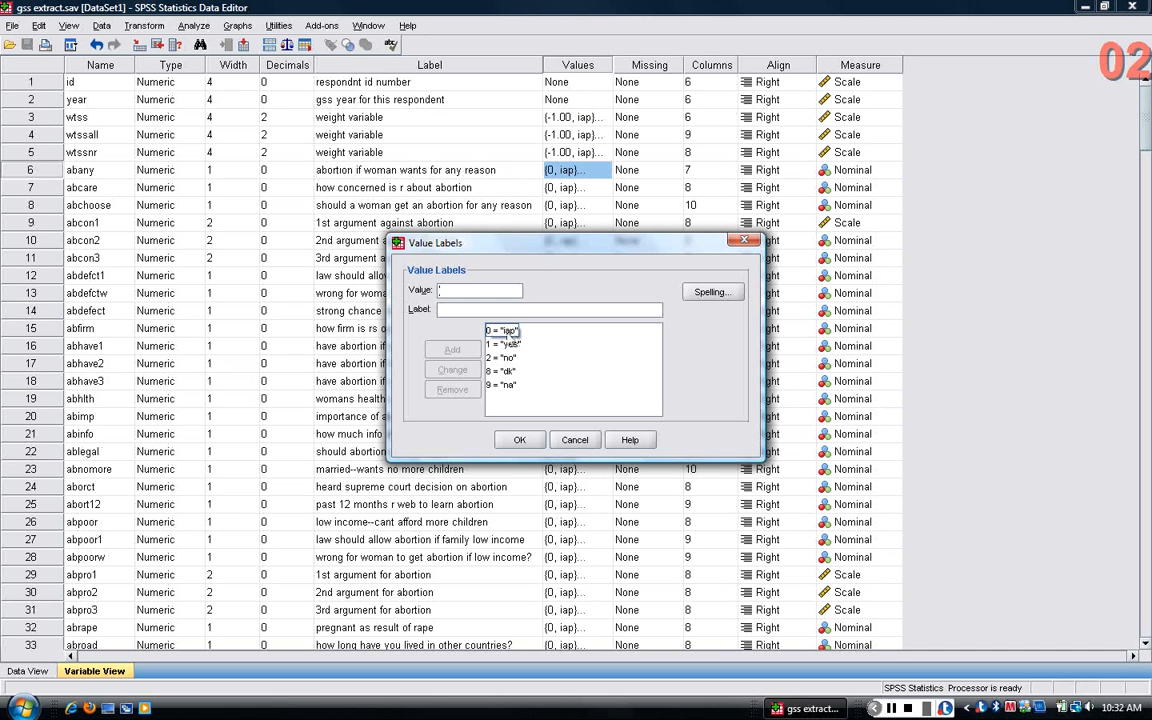 gss extract.sav [DataSet1] - SPSS Statistics Data Editor
File Edit View Data Transform Analyze Graphs Utilities Add-ons Window Help
02
Name Type Width Decimals Label Values Missing Columns Align Measure
1 id Numeric 4 0 respondnt id number None None 6 Right Scale
2 year Numeric 4 0 gss year for this respondent None None 6 Right Scale
3 wtss Numeric 4 2 weight variable {-1.00, iap}... None 6 Right Scale
4 wtssall Numeric 4 2 weight variable {-1.00, iap}... None 9 Right Scale
5 wtssnr Numeric 4 2 weight variable {-1.00, iap}... None 8 Right Scale
6 abany Numeric 1 0 abortion if woman wants for any reason {0, iap}... None 7 Right Nominal
7 abcare Numeric 1 0 how concerned is r about abortion {0, iap}... None 8 Right Nominal
8 abchoose Numeric 1 0 should a woman get an abortion for any reason {0, iap}... None 10 Right Nominal
9 abcon1 Numeric 2 0 1st argument against abortion {0, iap}... None 8 Right Scale
10 abcon2 Numeric 2 0 2nd argument a Right Nominal
11 abcon3 Numeric 2 0 3rd argument a Right Nominal
12 abdefct1 Numeric 1 0 law should allow Right Nominal
13 abdefctw Numeric 1 0 wrong for woma Right Nominal
14 abdefect Numeric 1 0 strong chance Right Nominal
15 abfirm Numeric 1 0 how firm is rs o Right Nominal
16 abhave1 Numeric 1 0 have abortion if Right Nominal
17 abhave2 Numeric 1 0 have abortion if Right Nominal
18 abhave3 Numeric 1 0 have abortion if Right Nominal
19 abhlth Numeric 1 0 womans health Right Nominal
20 abimp Numeric 1 0 importance of a Right Nominal
21 abinfo Numeric 1 0 how much info Right Nominal
22 ablegal Numeric 1 0 should abortion Right Nominal
23 abnomore Numeric 1 0 married--wants no more children {0, iap}... None 10 Right Nominal
24 aborct Numeric 1 0 heard supreme court decision on abortion {0, iap}... None 8 Right Nominal
25 abort12 Numeric 1 0 past 12 months r web to learn abortion {0, iap}... None 9 Right Nominal
26 abpoor Numeric 1 0 low income--cant afford more children {0, iap}... None 8 Right Nominal
27 abpoor1 Numeric 1 0 law should allow abortion if family low income {0, iap}... None 9 Right Nominal
28 abpoorw Numeric 1 0 wrong for woman to get abortion if low income? {0, iap}... None 9 Right Nominal
29 abpro1 Numeric 2 0 1st argument for abortion {0, iap}... None 8 Right Scale
30 abpro2 Numeric 2 0 2nd argument for abortion {0, iap}... None 8 Right Scale
31 abpro3 Numeric 2 0 3rd argument for abortion {0, iap}... None 8 Right Scale
32 abrape Numeric 1 0 pregnant as result of rape {0, iap}... None 8 Right Nominal
33 abroad Numeric 1 0 how long have you lived in other countries? {0, iap}... None 8 Right Nominal
Value Labels
Value Labels
Value:
Spelling...
Label:
0 = "iap"
1 = "yes"
2 = "no"
8 = "dk"
9 = "na"
Add
Change
Remove
OK Cancel Help
Data View Variable View
SPSS Statistics Processor is ready
gss extract... 10:32 AM